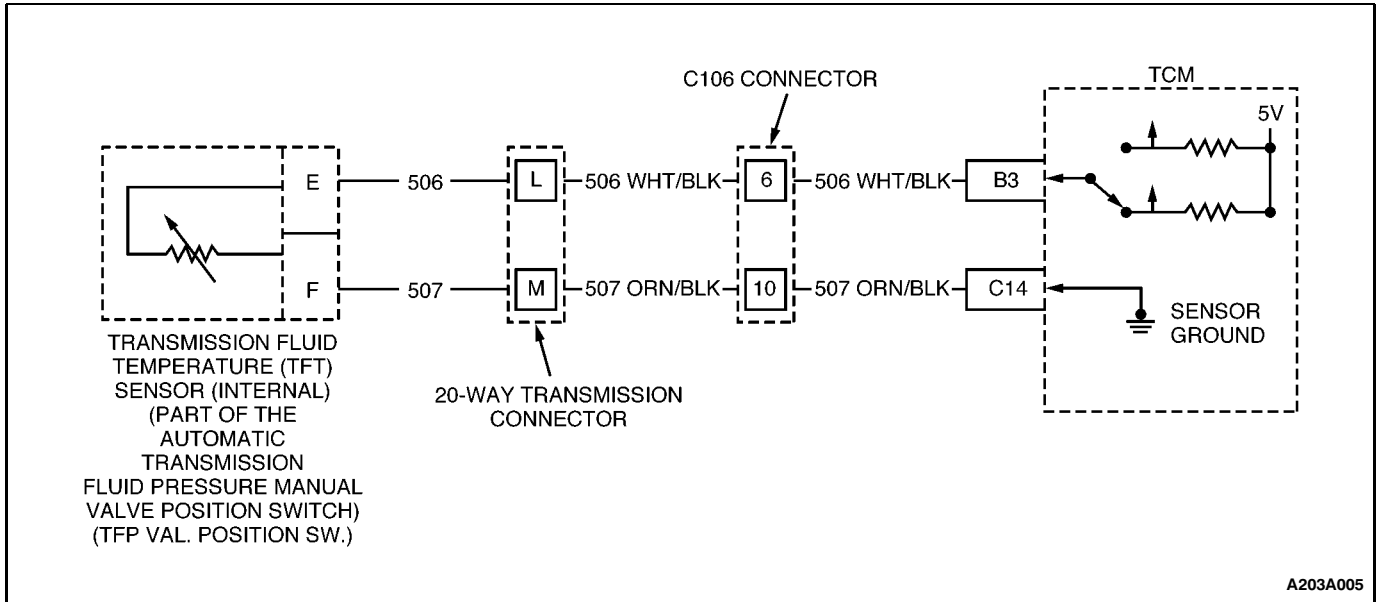 C106 CONNECTOR
TCM
5V
E
506
L
506 WHT/BLK
6
506 WHT/BLK
B3
F
507
M
507 ORN/BLK
10
507 ORN/BLK
C14
SENSOR
GROUND
TRANSMISSION FLUID
TEMPERATURE (TFT)
SENSOR (INTERNAL)
(PART OF THE
AUTOMATIC
TRANSMISSION
FLUID PRESSURE MANUAL
VALVE POSITION SWITCH)
(TFP VAL. POSITION SW.)
20-WAY TRANSMISSION
CONNECTOR
A203A005